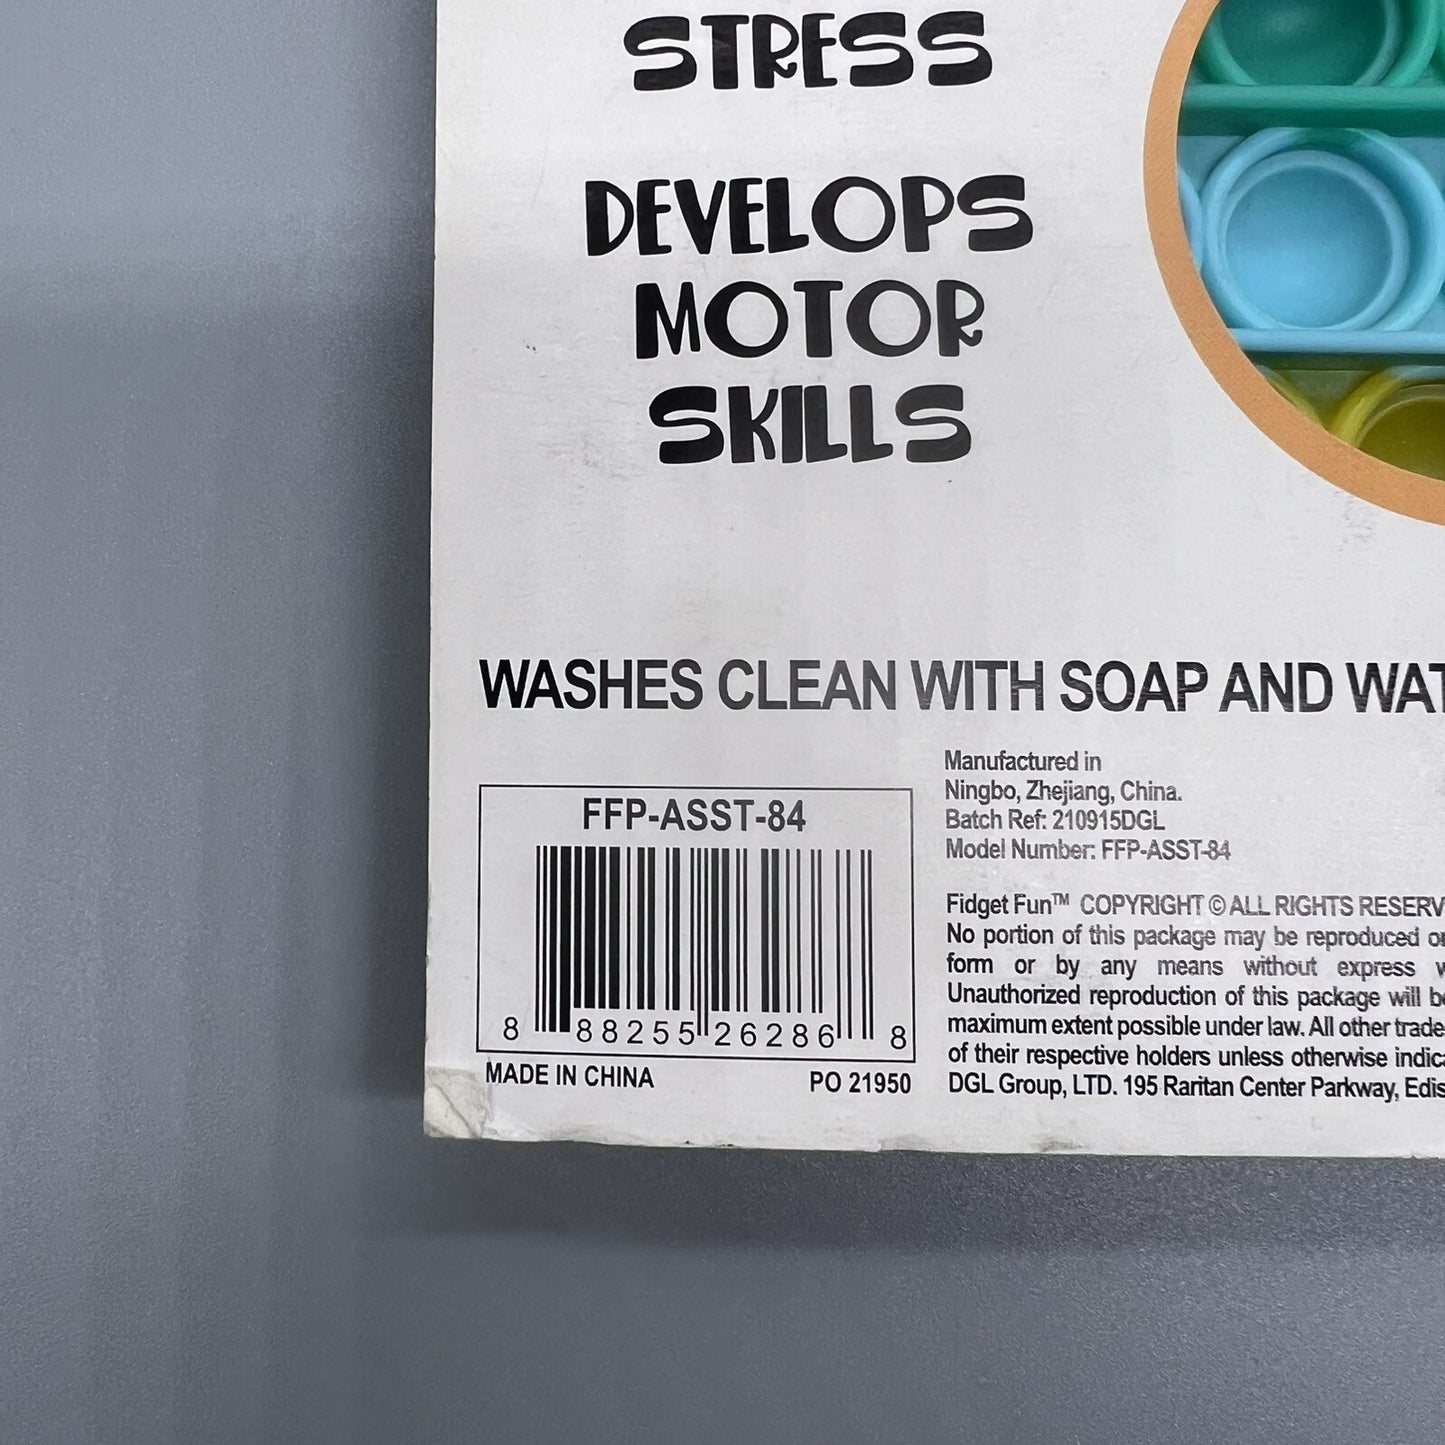 STRESS
DEVELOPS
MOTOR
SKILLS
WASHES CLEAN WITH SOAP AND WAT
FFP-ASST-84
8 88255 26286 8
MADE IN CHINA PO 21950
Manufactured in
Ningbo, Zhejiang, China.
Batch Ref: 210915DGL
Model Number: FFP-ASST-84
Fidget Fun™ COPYRIGHT © ALL RIGHTS RESERV
No portion of this package may be reproduced or
form or by any means without express
Unauthorized reproduction of this package will be
maximum extent possible under law. All other trade
of their respective holders unless otherwise indica
DGL Group, LTD. 195 Raritan Center Parkway, Edis